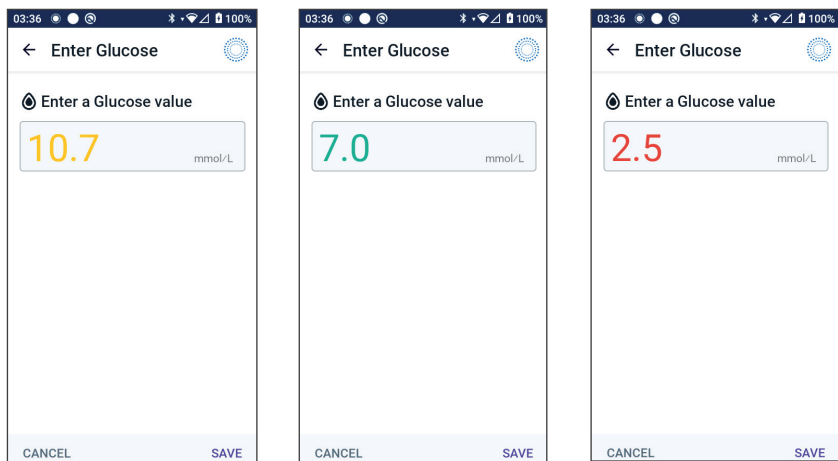 03:36 100%
Enter Glucose
Enter a Glucose value
10.7 mmol/L
CANCEL SAVE
03:36 100%
Enter Glucose
Enter a Glucose value
7.0 mmol/L
CANCEL SAVE
03:36 100%
Enter Glucose
Enter a Glucose value
2.5 mmol/L
CANCEL SAVE